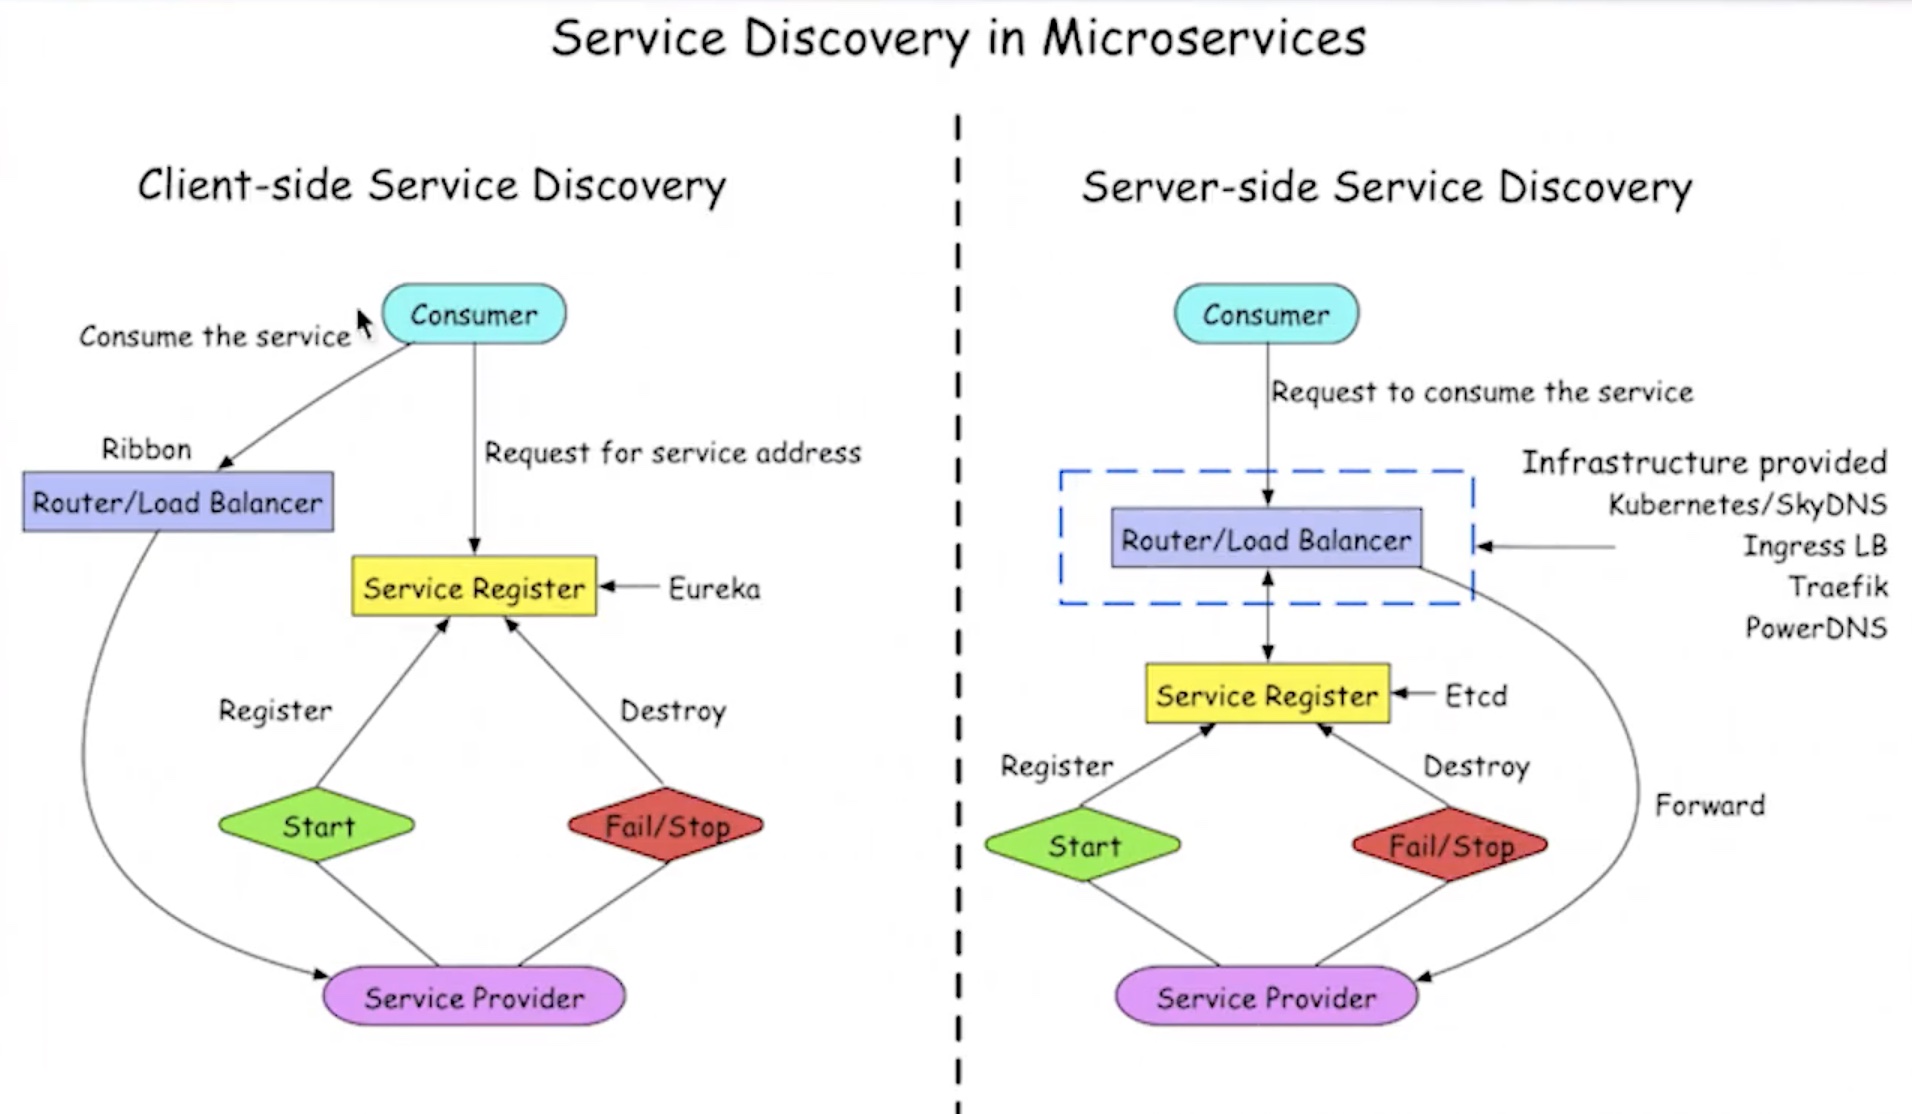 Service Discovery in Microservices
Client-side Service Discovery
Consumer
Consume the service
Ribbon
Request for service address
Router/Load Balancer
Service Register
Eureka
Register
Destroy
Start
Fail/Stop
Service Provider
Server-side Service Discovery
Consumer
Request to consume the service
Infrastructure provided
Kubernetes/SkyDNS
Ingress LB
Traefik
PowerDNS
Router/Load Balancer
Service Register
Etcd
Register
Destroy
Forward
Start
Fail/Stop
Service Provider